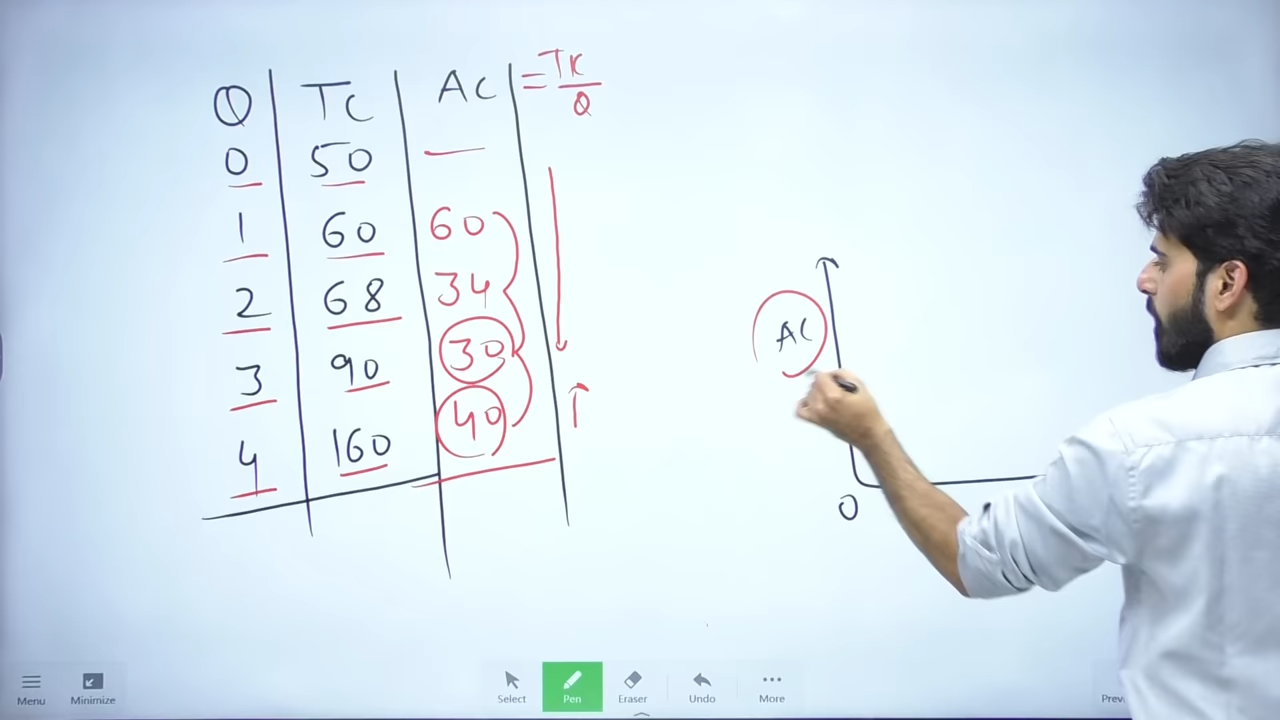 Q TC AC = TC/Q
0 50 —
1 60 60
2 68 34
3 90 30
4 160 40
AC
0
Menu Minimize Select Pen Eraser Undo More